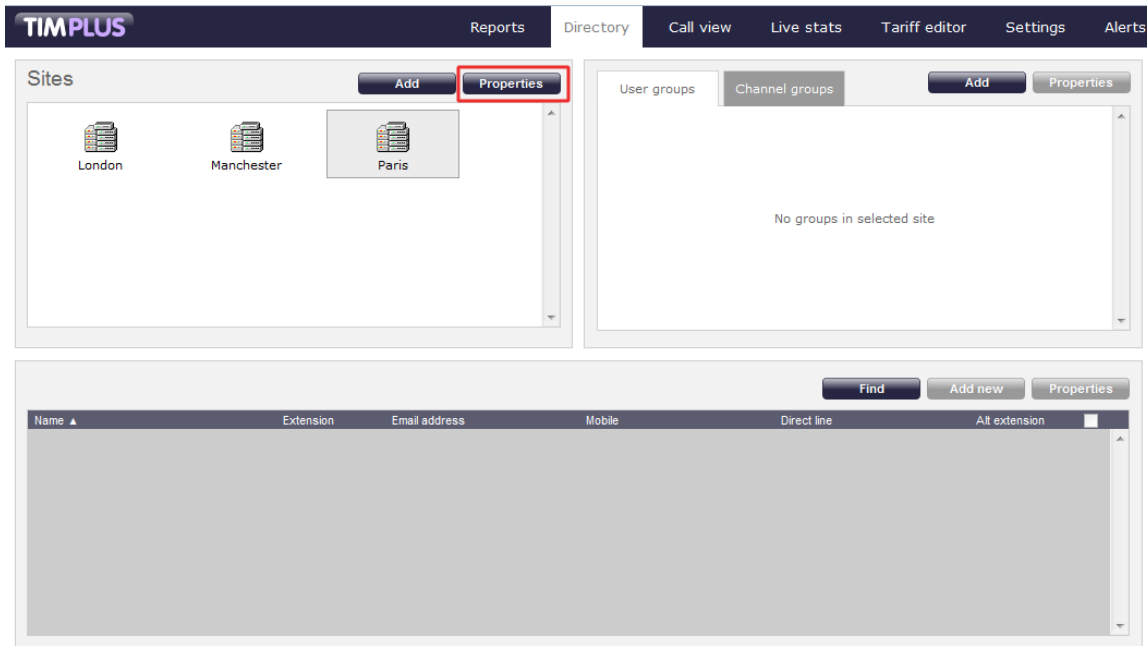 TIMPLUS Reports Directory Call view Live stats Tariff editor Settings Alerts
Sites Add Properties
London Manchester Paris
User groups Channel groups Add Properties
No groups in selected site
Find Add new Properties
Name ▲ Extension Email address Mobile Direct line Alt extension